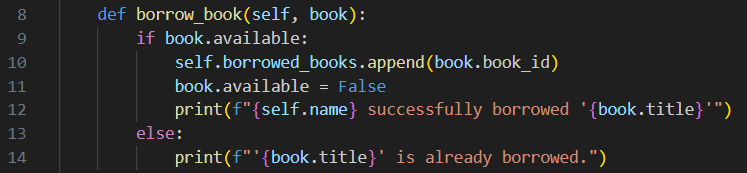 8 def borrow_book(self, book):
9 if book.available:
10 self.borrowed_books.append(book.book_id)
11 book.available = False
12 print(f"{self.name} successfully borrowed '{book.title}'")
13 else:
14 print(f"'{book.title}' is already borrowed.")